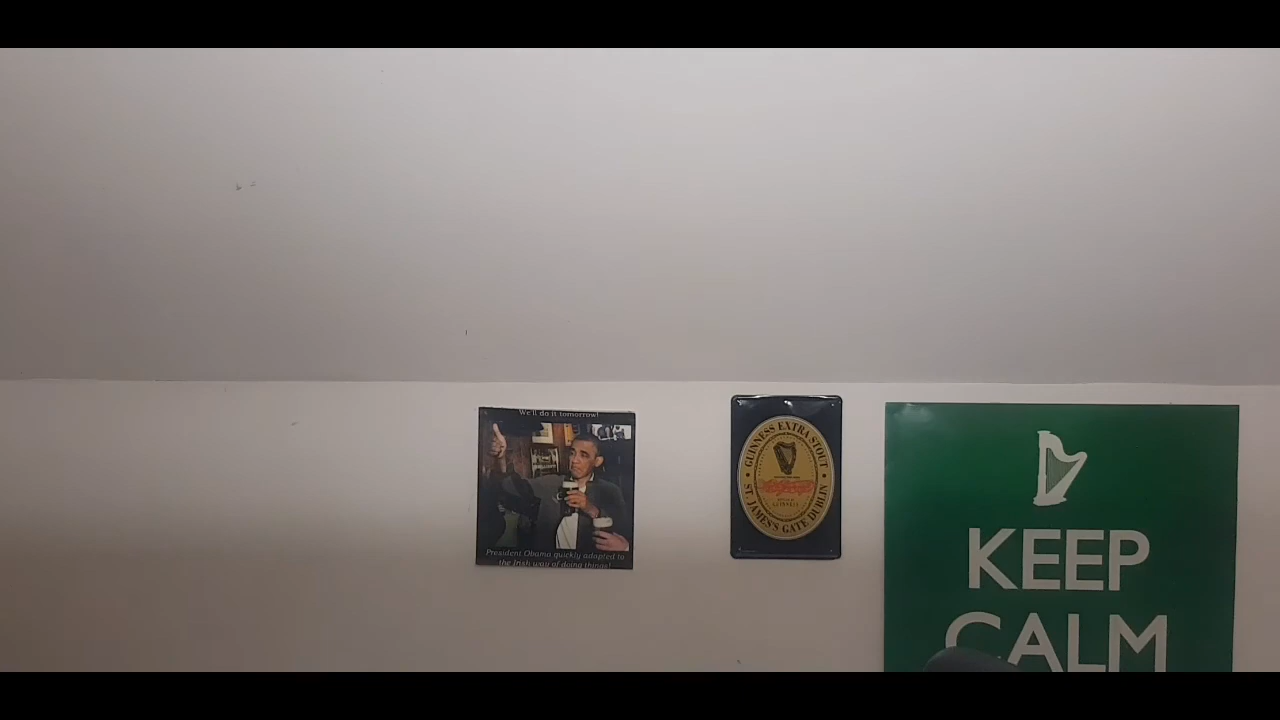 We'll do it tomorrow!
President Obama quickly adapted to
the Irish way of doing things!
GUINNESS EXTRA STOUT
ST. JAMES'S GATE DUBLIN
KEEP
CALM